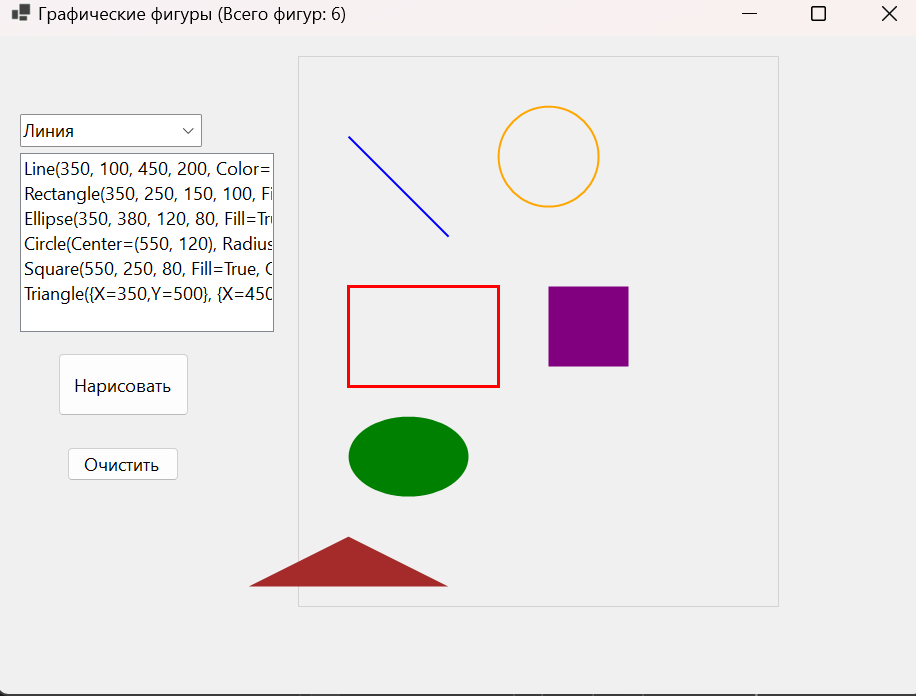 Графические фигуры (Всего фигур: 6)
Линия
Line(350, 100, 450, 200, Color=
Rectangle(350, 250, 150, 100, Fi
Ellipse(350, 380, 120, 80, Fill=Tru
Circle(Center=(550, 120), Radius
Square(550, 250, 80, Fill=True, C
Triangle({X=350,Y=500}, {X=450
Нарисовать
Очистить